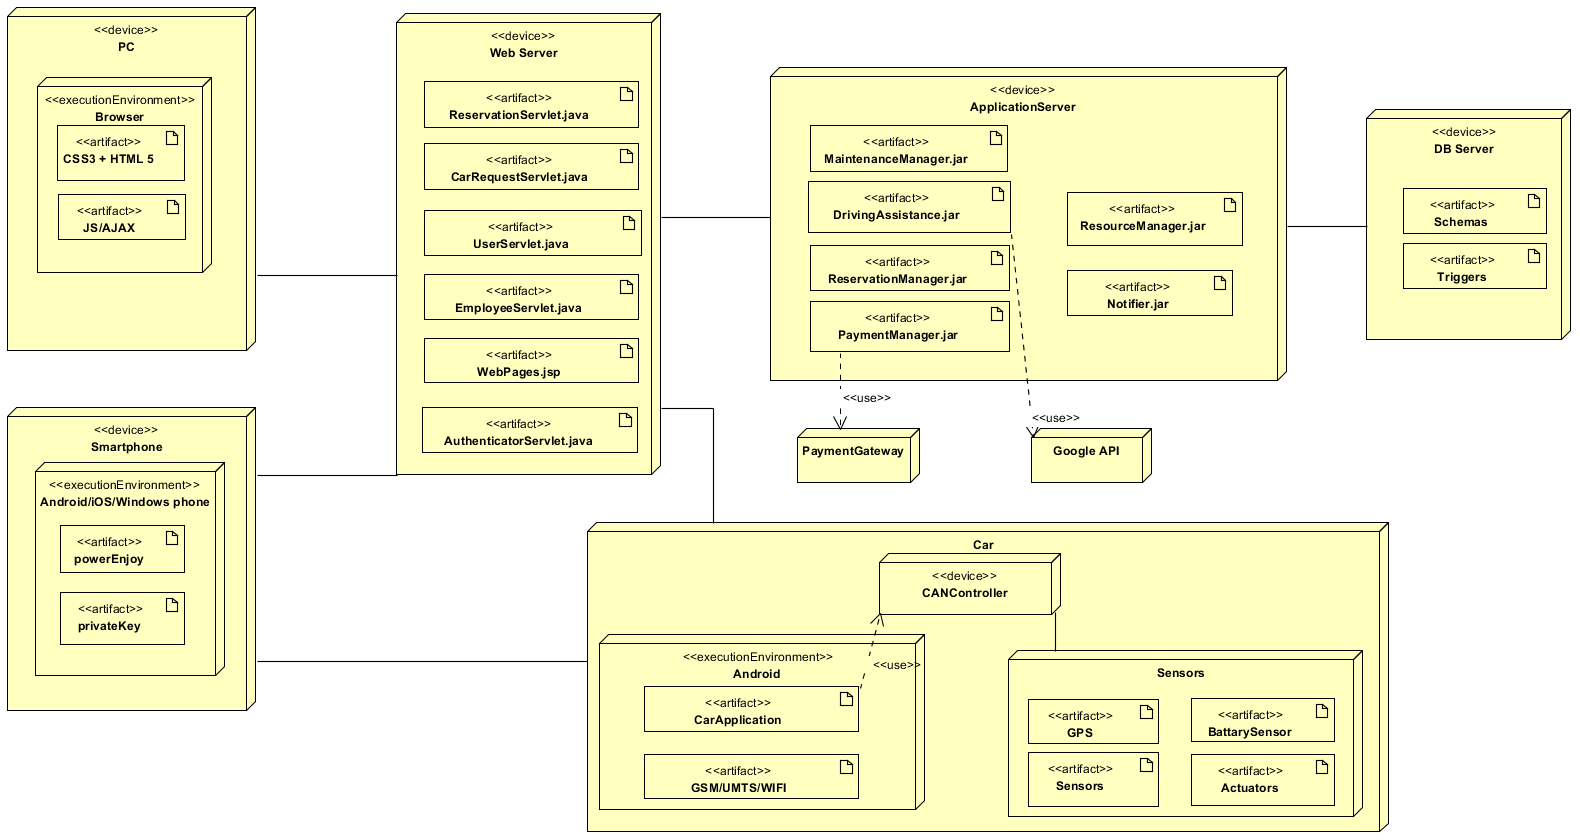 <<device>>
PC
<<executionEnvironment>>
Browser
<<artifact>>
CSS3 + HTML 5
<<artifact>>
JS/AJAX
<<device>>
Web Server
<<artifact>>
ReservationServlet.java
<<artifact>>
CarRequestServlet.java
<<artifact>>
UserServlet.java
<<artifact>>
EmployeeServlet.java
<<artifact>>
WebPages.jsp
<<artifact>>
AuthenticatorServlet.java
<<device>>
ApplicationServer
<<artifact>>
MaintenanceManager.jar
<<artifact>>
DrivingAssistance.jar
<<artifact>>
ReservationManager.jar
<<artifact>>
PaymentManager.jar
<<artifact>>
ResourceManager.jar
<<artifact>>
Notifier.jar
<<device>>
DB Server
<<artifact>>
Schemas
<<artifact>>
Triggers
<<use>>
<<use>>
PaymentGateway
Google API
<<device>>
Smartphone
<<executionEnvironment>>
Android/iOS/Windows phone
<<artifact>>
powerEnjoy
<<artifact>>
privateKey
Car
<<device>>
CANController
<<executionEnvironment>>
Android
<<use>>
<<artifact>>
CarApplication
<<artifact>>
GSM/UMTS/WIFI
Sensors
<<artifact>>
GPS
<<artifact>>
BattarySensor
<<artifact>>
Sensors
<<artifact>>
Actuators